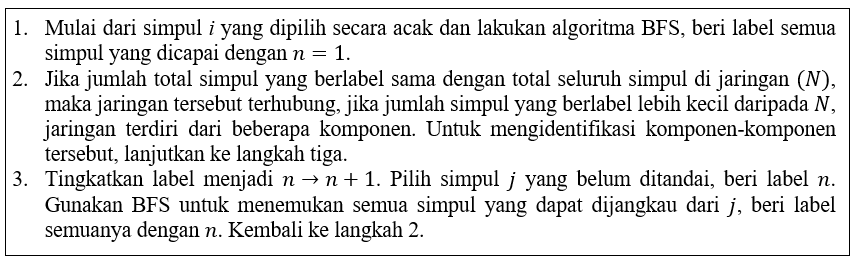 1. Mulai dari simpul i yang dipilih secara acak dan lakukan algoritma BFS, beri label semua
simpul yang dicapai dengan n = 1.
2. Jika jumlah total simpul yang berlabel sama dengan total seluruh simpul di jaringan (N),
maka jaringan tersebut terhubung, jika jumlah simpul yang berlabel lebih kecil daripada N,
jaringan terdiri dari beberapa komponen. Untuk mengidentifikasi komponen-komponen
tersebut, lanjutkan ke langkah tiga.
3. Tingkatkan label menjadi n → n + 1. Pilih simpul j yang belum ditandai, beri label n.
Gunakan BFS untuk menemukan semua simpul yang dapat dijangkau dari j, beri label
semuanya dengan n. Kembali ke langkah 2.